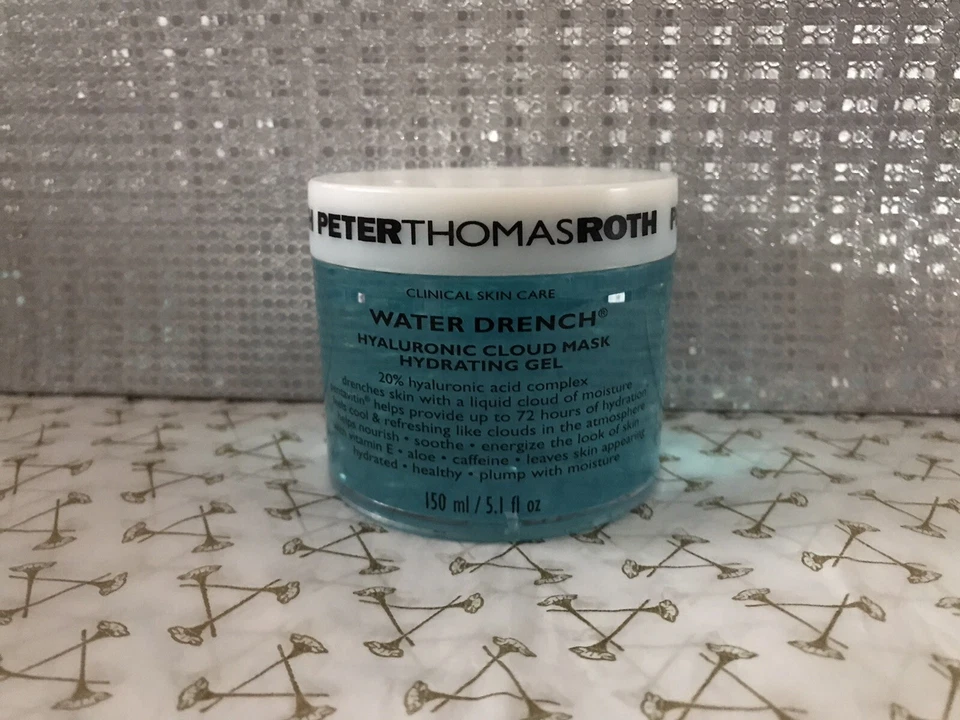 PETERTHOMASROTH
CLINICAL SKIN CARE
WATER DRENCH®
HYALURONIC CLOUD MASK
HYDRATING GEL
20% hyaluronic acid complex
drenches skin with a liquid cloud of moisture
pentavitin® helps provide up to 72 hours of hydration
cool & refreshing like clouds in the atmosphere
helps nourish • soothe • energize the look of skin
with vitamin E • aloe • caffeine • leaves skin appearing
hydrated • healthy • plump with moisture
150 ml / 5.1 fl oz